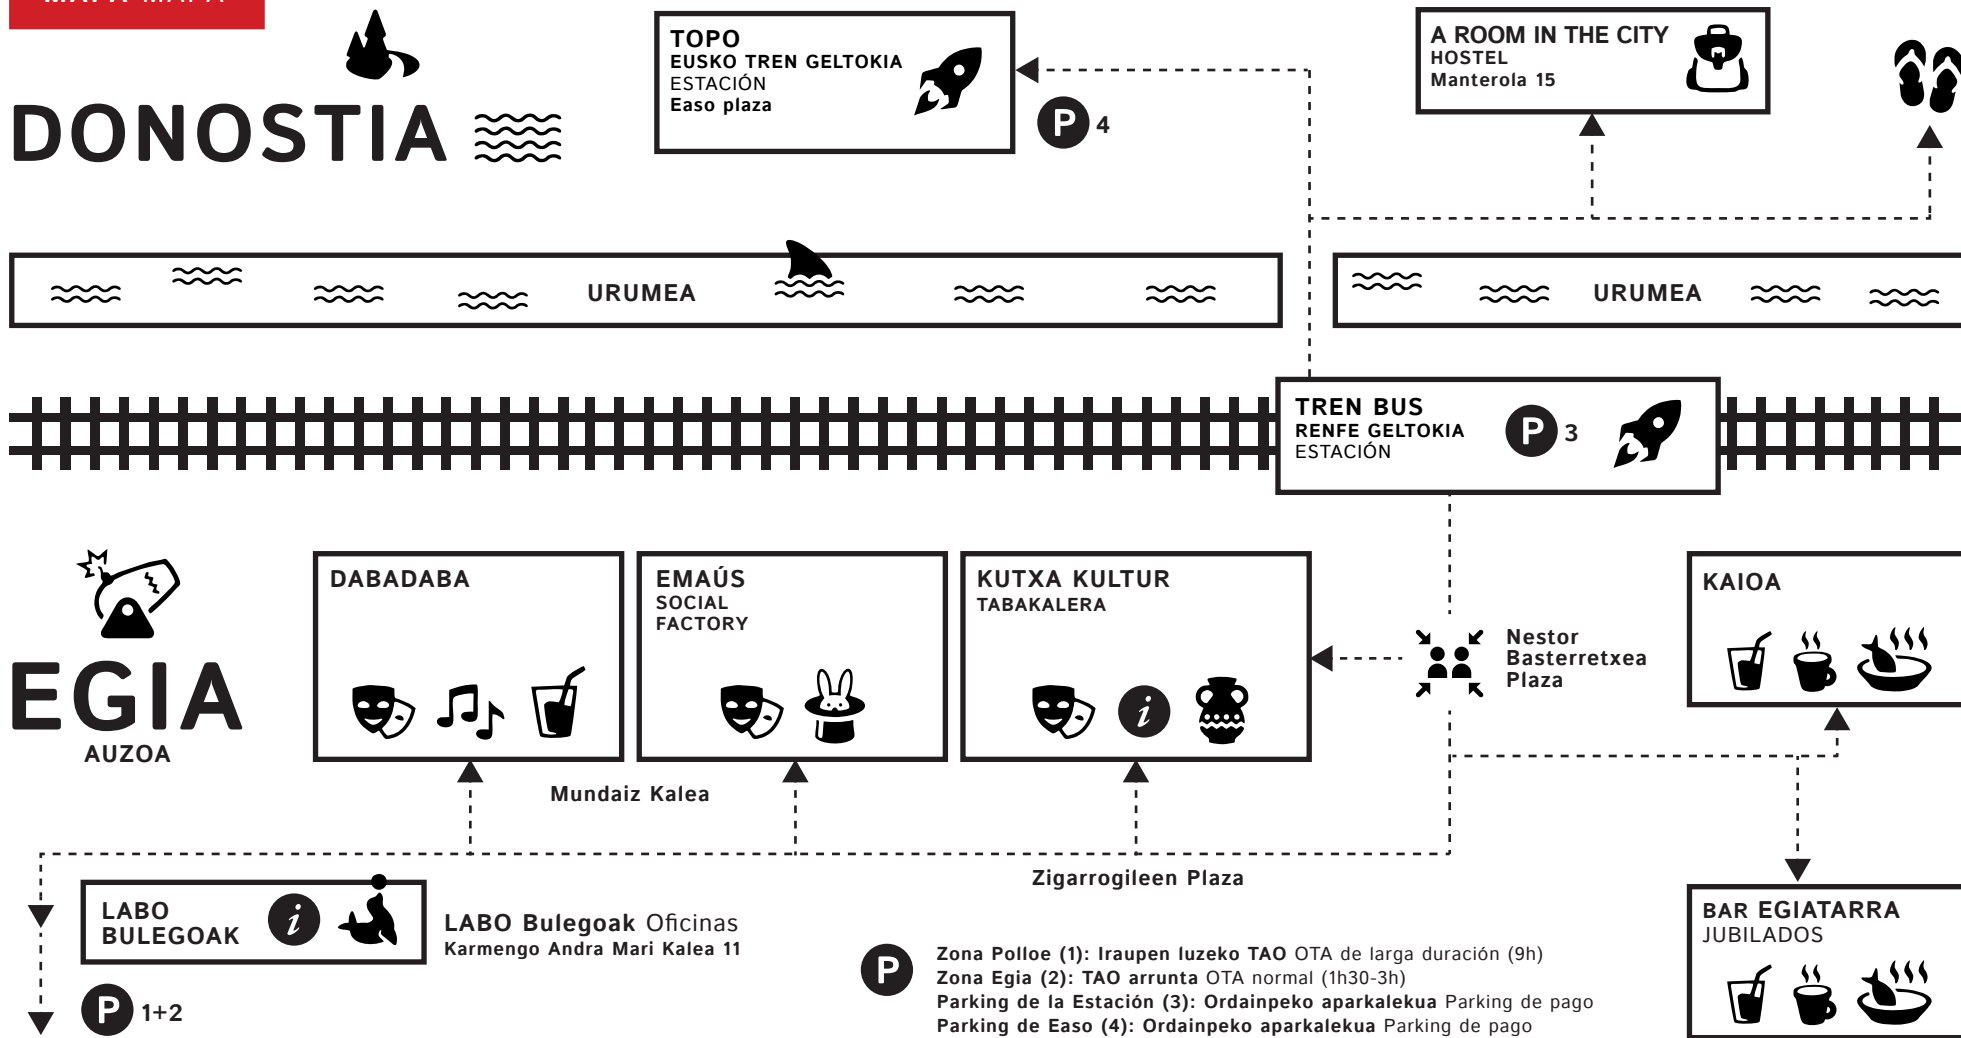 MAPA MAPA
DONOSTIA
TOPO
EUSKO TREN GELTOKIA
ESTACIÓN
Easo plaza
P 4
A ROOM IN THE CITY
HOSTEL
Manterola 15
URUMEA
URUMEA
TREN BUS
RENFE GELTOKIA
ESTACIÓN
P 3
EGIA
AUZOA
DABADABA
EMAÚS
SOCIAL
FACTORY
KUTXA KULTUR
TABAKALERA
i
Nestor
Basterretxea
Plaza
KAIOA
Mundaiz Kalea
Zigarrogileen Plaza
LABO
BULEGOAK
i
LABO Bulegoak Oficinas
Karmengo Andra Mari Kalea 11
P 1+2
P
Zona Polloe (1): Iraupen luzeko TAO OTA de larga duración (9h)
Zona Egia (2): TAO arrunta OTA normal (1h30-3h)
Parking de la Estación (3): Ordainpeko aparkalekua Parking de pago
Parking de Easo (4): Ordainpeko aparkalekua Parking de pago
BAR EGIATARRA
JUBILADOS